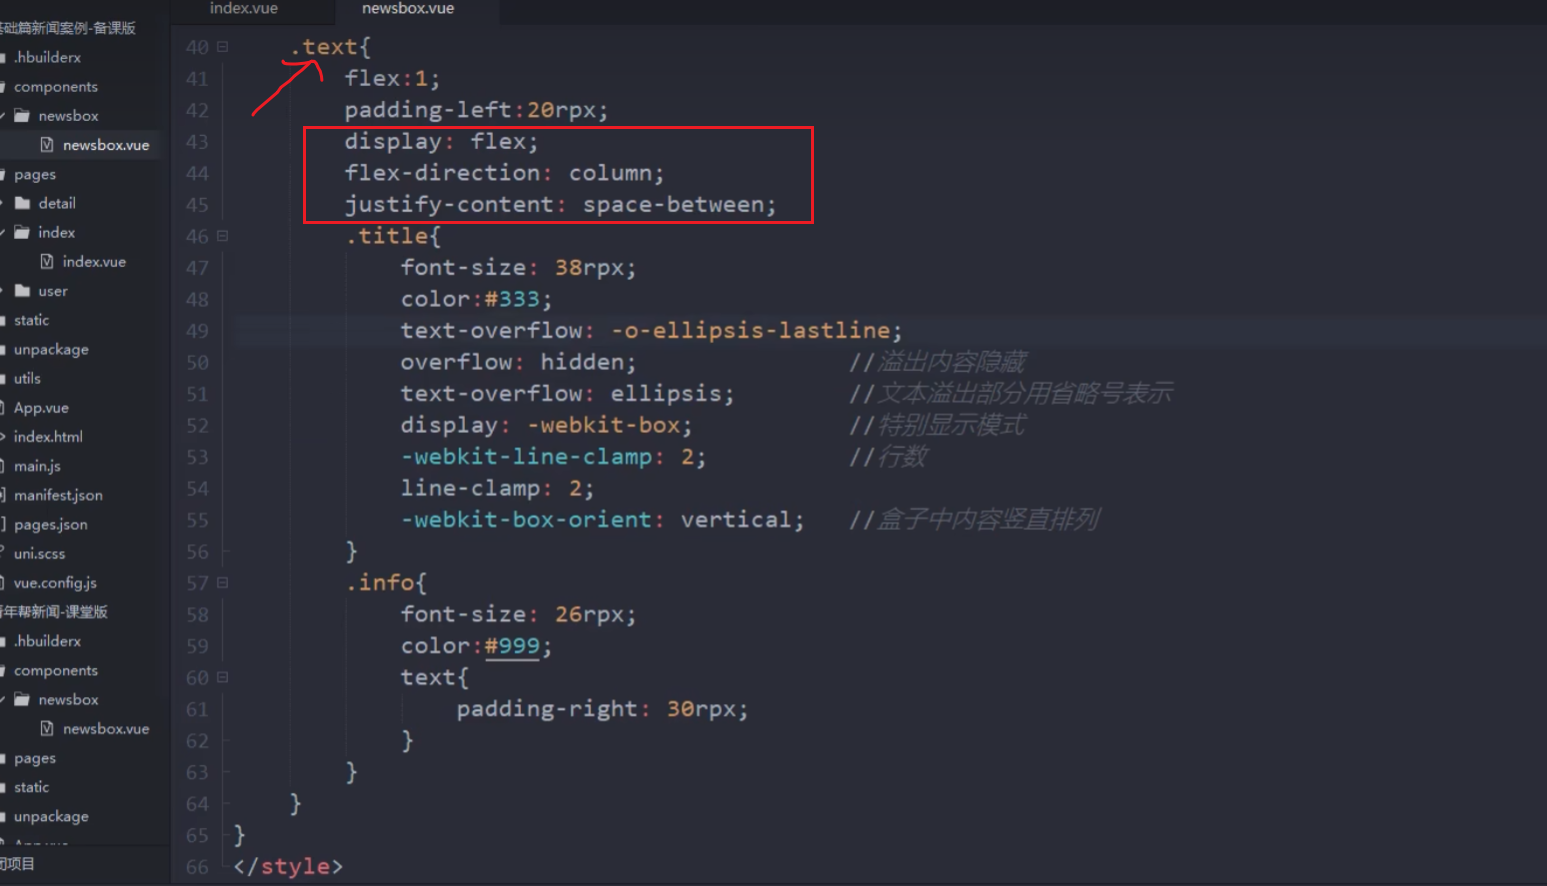 index.vue
newsbox.vue
基础篇新闻案例-备课版
.hbuilderx
components
newsbox
newsbox.vue
pages
detail
index
index.vue
user
static
unpackage
utils
App.vue
index.html
main.js
manifest.json
pages.json
uni.scss
vue.config.js
青年帮新闻-课堂版
.hbuilderx
components
newsbox
newsbox.vue
pages
static
unpackage
闭项目
40 .text{
41 flex:1;
42 padding-left:20rpx;
43 display: flex;
44 flex-direction: column;
45 justify-content: space-between;
46 .title{
47 font-size: 38rpx;
48 color:#333;
49 text-overflow: -o-ellipsis-lastline;
50 overflow: hidden; //溢出内容隐藏
51 text-overflow: ellipsis; //文本溢出部分用省略号表示
52 display: -webkit-box; //特别显示模式
53 -webkit-line-clamp: 2; //行数
54 line-clamp: 2;
55 -webkit-box-orient: vertical; //盒子中内容竖直排列
56 }
57 .info{
58 font-size: 26rpx;
59 color:#999;
60 text{
61 padding-right: 30rpx;
62 }
63 }
64 }
65 }
66 </style>